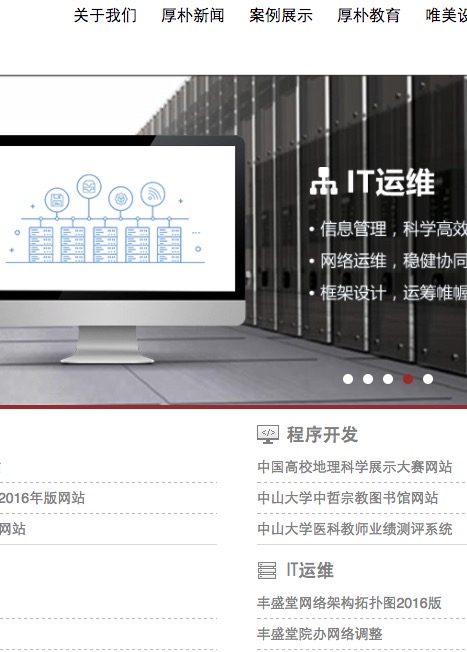 关于我们 厚朴新闻 案例展示 厚朴教育 唯美设
IT运维
• 信息管理，科学高效
• 网络运维，稳健协同
• 框架设计，运筹帷幄
程序开发
中国高校地理科学展示大赛网站
2016年版网站 中山大学中哲宗教图书馆网站
网站 中山大学医科教师业绩测评系统
IT运维
丰盛堂网络架构拓扑图2016版
丰盛堂院办网络调整